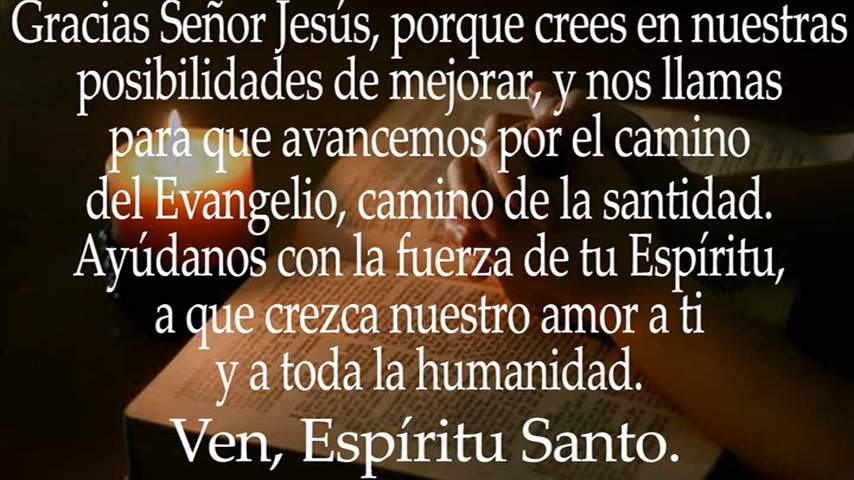 Gracias Señor Jesús, porque crees en nuestras
posibilidades de mejorar, y nos llamas
para que avancemos por el camino
del Evangelio, camino de la santidad.
Ayúdanos con la fuerza de tu Espíritu,
a que crezca nuestro amor a ti
y a toda la humanidad.
Ven, Espíritu Santo.